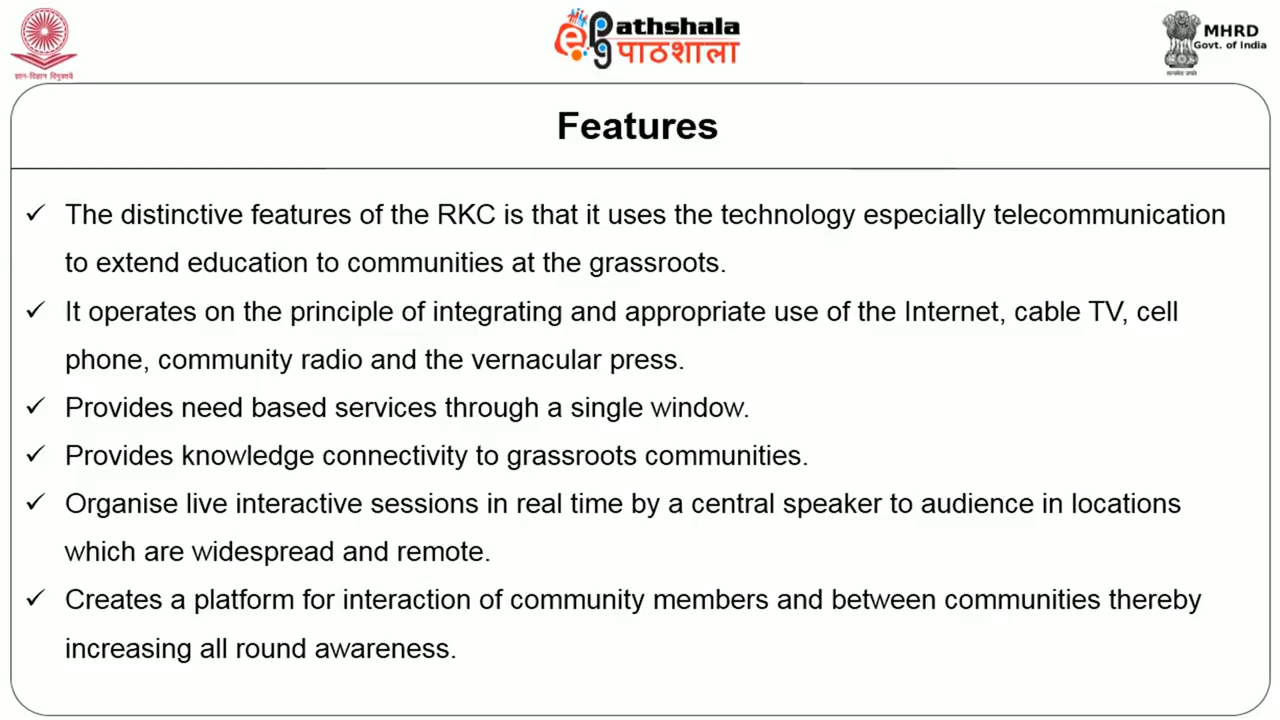 ज्ञान-विज्ञान विमुक्तये
ePG Pathshala
पाठशाला
MHRD
Govt. of India
सत्यमेव जयते
Features
✓ The distinctive features of the RKC is that it uses the technology especially telecommunication
to extend education to communities at the grassroots.
✓ It operates on the principle of integrating and appropriate use of the Internet, cable TV, cell
phone, community radio and the vernacular press.
✓ Provides need based services through a single window.
✓ Provides knowledge connectivity to grassroots communities.
✓ Organise live interactive sessions in real time by a central speaker to audience in locations
which are widespread and remote.
✓ Creates a platform for interaction of community members and between communities thereby
increasing all round awareness.